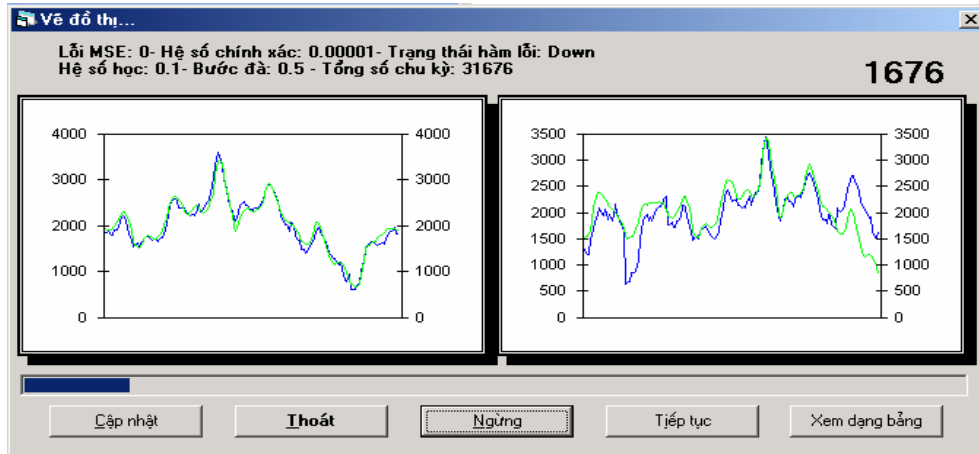 Vẽ đồ thị...
Lỗi MSE: 0- Hệ số chính xác: 0.00001- Trạng thái hàm lỗi: Down
Hệ số học: 0.1- Bước đà: 0.5 - Tổng số chu kỳ: 31676
1676
4000 4000
3000 3000
2000 2000
1000 1000
0 0
3500 3500
3000 3000
2500 2500
2000 2000
1500 1500
1000 1000
500 500
0 0
Cập nhật
Thoát
Ngừng
Tiếp tục
Xem dạng bảng